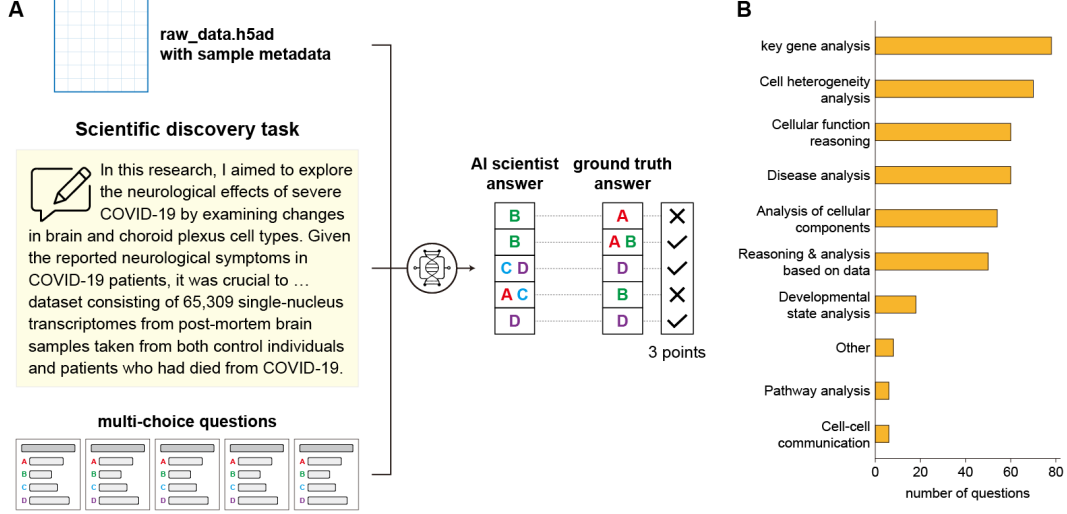 A
raw_data.h5ad
with sample metadata
Scientific discovery task
In this research, I aimed to explore
the neurological effects of severe
COVID-19 by examining changes
in brain and choroid plexus cell types. Given
the reported neurological symptoms in
COVID-19 patients, it was crucial to ...
dataset consisting of 65,309 single-nucleus
transcriptomes from post-mortem brain
samples taken from both control individuals
and patients who had died from COVID-19.
multi-choice questions
A A A A A
B B B B B
C C C C C
D D D D D
AI scientist
answer
ground truth
answer
B A
B A B
C D D
A C B
D D
3 points
B
key gene analysis
Cell heterogeneity
analysis
Cellular function
reasoning
Disease analysis
Analysis of cellular
components
Reasoning & analysis
based on data
Developmental
state analysis
Other
Pathway analysis
Cell-cell
communication
0 20 40 60 80
number of questions